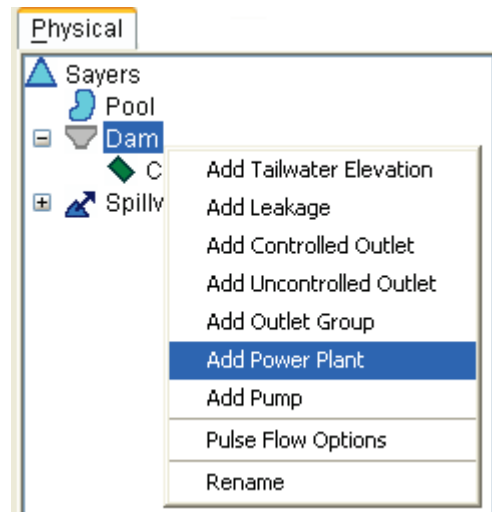 Physical
Sayers
Pool
Dam
C
Spillv
Add Tailwater Elevation
Add Leakage
Add Controlled Outlet
Add Uncontrolled Outlet
Add Outlet Group
Add Power Plant
Add Pump
Pulse Flow Options
Rename